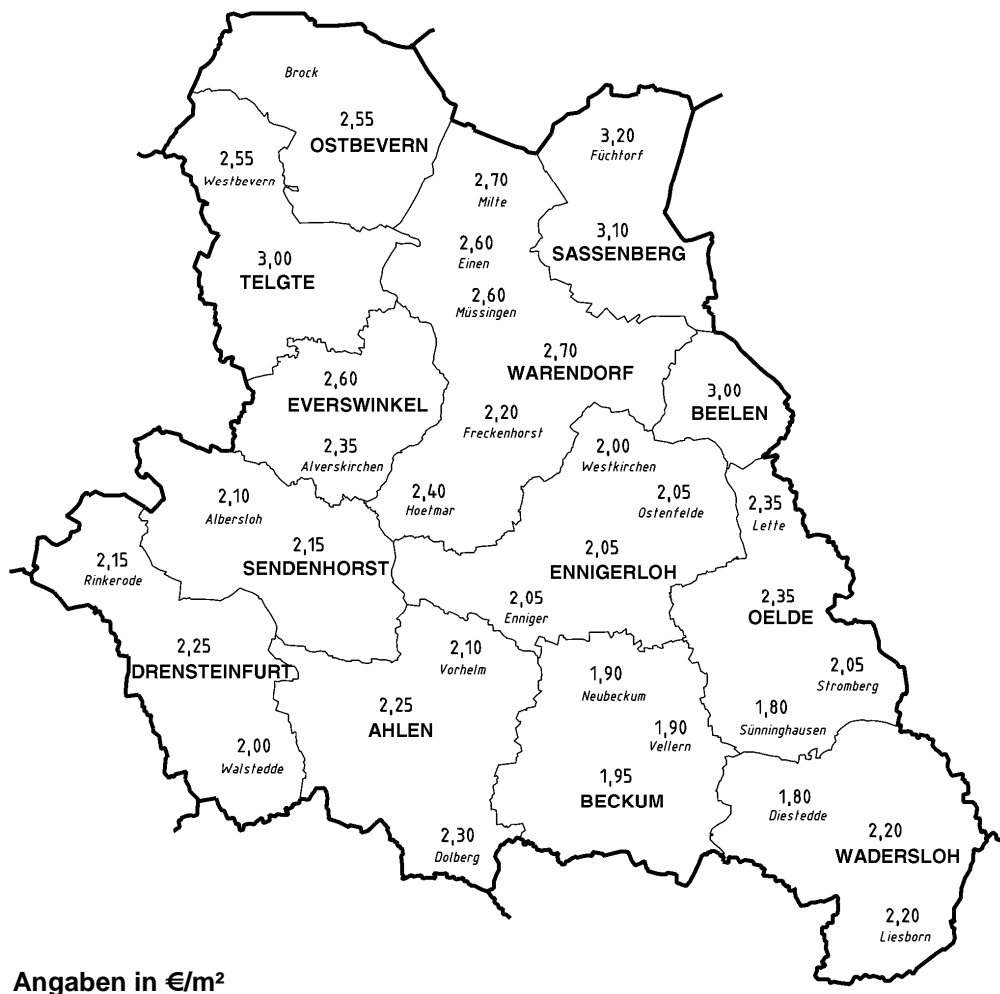 Brock
2,55
OSTBEVERN
2,55
Westbevern
3,20
Füchtorf
2,70
Milte
3,10
SASSENBERG
2,60
Einen
3,00
TELGTE
2,60
Müssingen
2,70
WARENDORF
2,60
EVERSWINKEL
3,00
BEELEN
2,20
Freckenhorst
2,35
Alverskirchen
2,00
Westkirchen
2,10
Albersloh
2,40
Hoetmar
2,05
Ostenfelde
2,35
Lette
2,15
Rinkerode
2,15
SENDENHORST
2,05
ENNIGERLOH
2,05
Enniger
2,35
OELDE
2,25
DRENSTEINFURT
2,10
Vorhelm
1,90
Neubeckum
2,05
Stromberg
2,25
AHLEN
1,90
Vellern
1,80
Sünninghausen
2,00
Walstedde
1,95
BECKUM
1,80
Diestedde
2,30
Dolberg
2,20
WADERSLOH
2,20
Liesborn
Angaben in €/m²